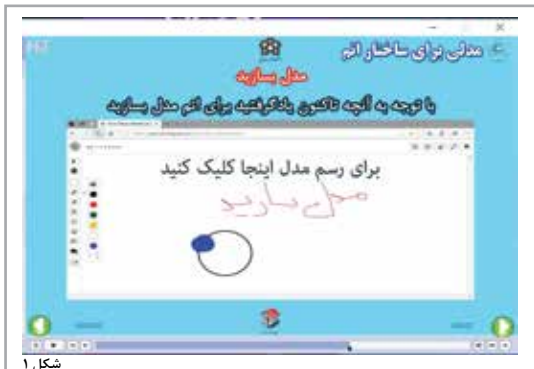 مدلی برای ساختار اتم
مدل بسازید
با توجه به آنچه تاکنون یادگرفتید برای اتم مدل بسازید
برای رسم مدل اینجا کلیک کنید
مدل بسازید
شکل ۱